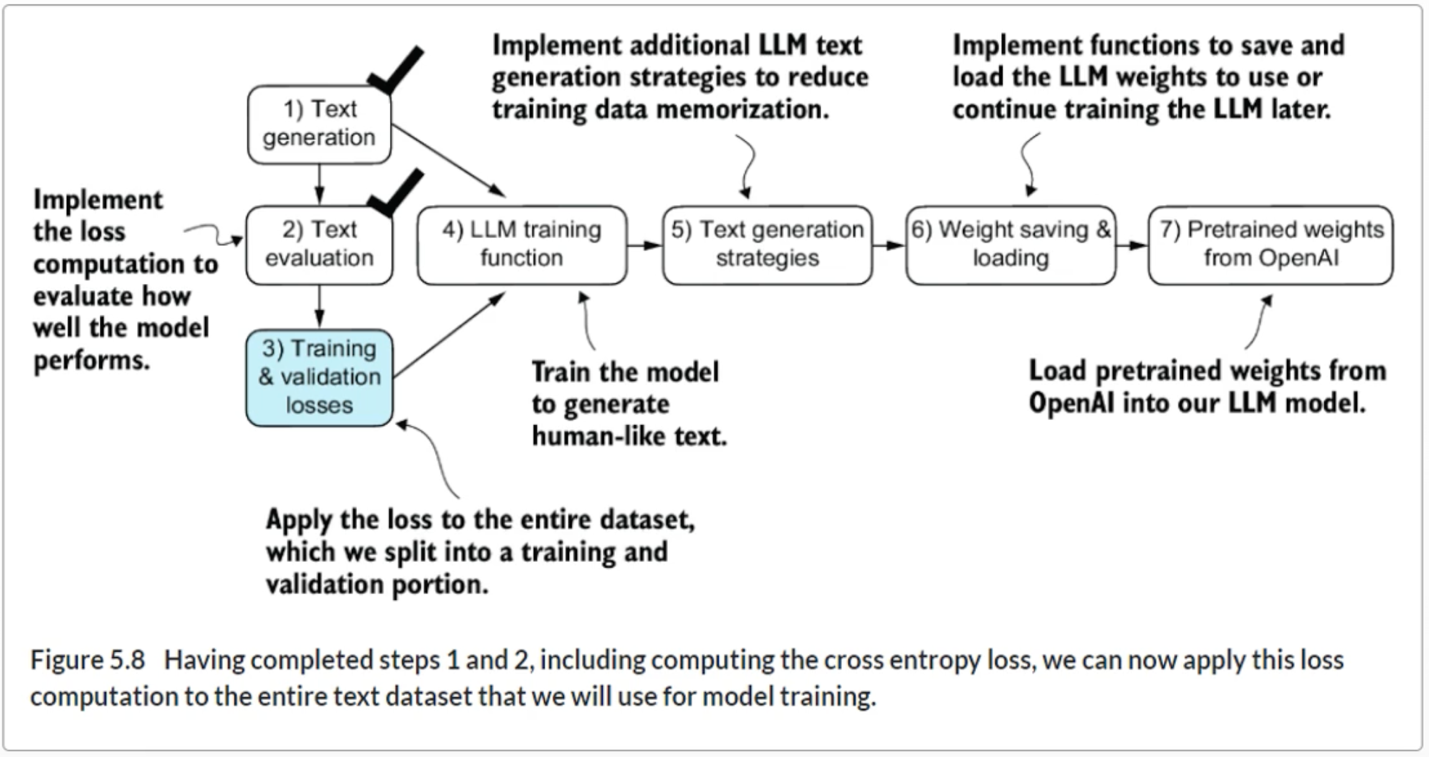 Implement additional LLM text
generation strategies to reduce
training data memorization.
Implement functions to save and
load the LLM weights to use or
continue training the LLM later.
1) Text
generation
Implement
the loss
computation to
evaluate how
well the model
performs.
2) Text
evaluation
4) LLM training
function
5) Text generation
strategies
6) Weight saving &
loading
7) Pretrained weights
from OpenAI
3) Training
& validation
losses
Train the model
to generate
human-like text.
Load pretrained weights from
OpenAI into our LLM model.
Apply the loss to the entire dataset,
which we split into a training and
validation portion.
Figure 5.8 Having completed steps 1 and 2, including computing the cross entropy loss, we can now apply this loss
computation to the entire text dataset that we will use for model training.